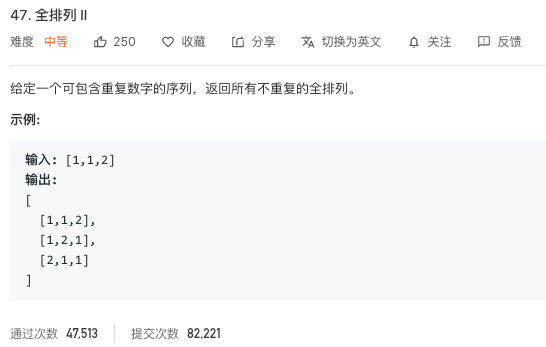 47. 全排列 II
难度 中等 250 收藏 分享 切换为英文 关注 反馈
给定一个可包含重复数字的序列，返回所有不重复的全排列。
示例:
输入: [1,1,2]
输出:
[
[1,1,2],
[1,2,1],
[2,1,1]
]
通过次数 47,513 提交次数 82,221